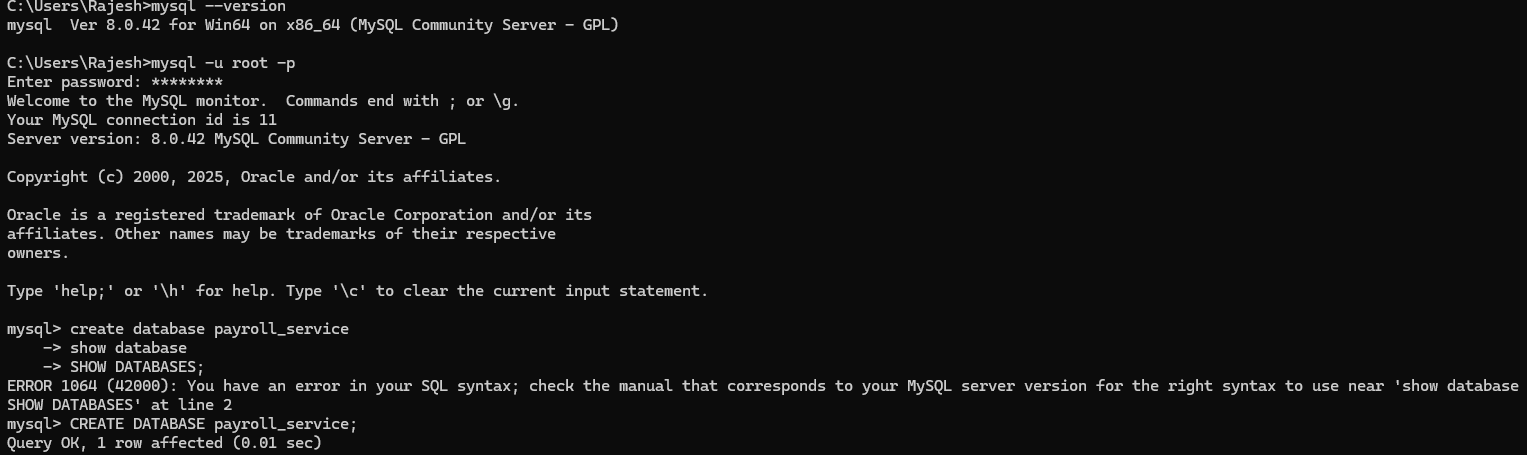 C:\Users\Rajesh>mysql --version
mysql  Ver 8.0.42 for Win64 on x86_64 (MySQL Community Server - GPL)
C:\Users\Rajesh>mysql -u root -p
Enter password: ********
Welcome to the MySQL monitor.  Commands end with ; or \g.
Your MySQL connection id is 11
Server version: 8.0.42 MySQL Community Server - GPL
Copyright (c) 2000, 2025, Oracle and/or its affiliates.
Oracle is a registered trademark of Oracle Corporation and/or its
affiliates. Other names may be trademarks of their respective
owners.
Type 'help;' or '\h' for help. Type '\c' to clear the current input statement.
mysql> create database payroll_service
    -> show database
    -> SHOW DATABASES;
ERROR 1064 (42000): You have an error in your SQL syntax; check the manual that corresponds to your MySQL server version for the right syntax to use near 'show database
SHOW DATABASES' at line 2
mysql> CREATE DATABASE payroll_service;
Query OK, 1 row affected (0.01 sec)